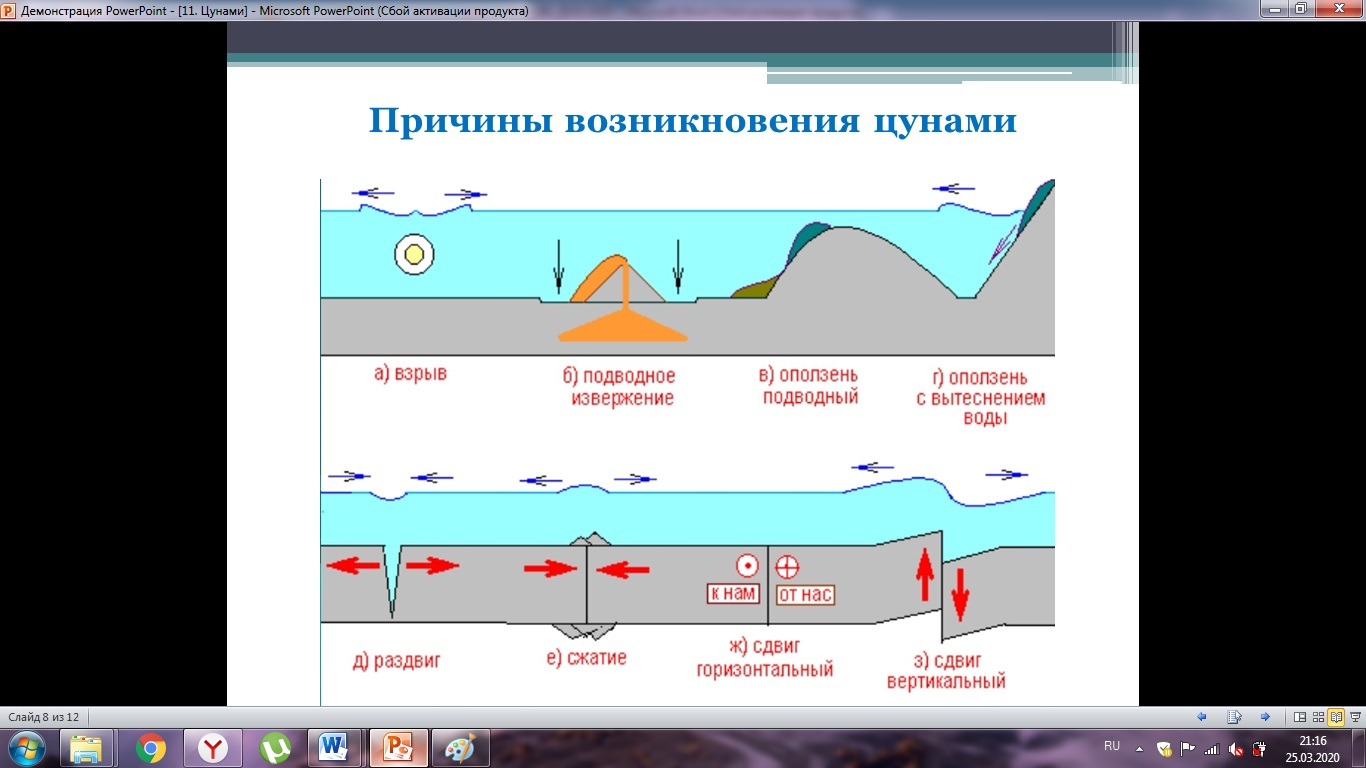 Демонстрация PowerPoint - [11. Цунами] - Microsoft PowerPoint (Сбой активации продукта)
Причины возникновения цунами
а) взрыв
б) подводное
извержение
в) оползень
подводный
г) оползень
с вытеснением
воды
к нам
от нас
д) раздвиг
е) сжатие
ж) сдвиг
горизонтальный
з) сдвиг
вертикальный
Слайд 8 из 12
RU
21:16
25.03.2020